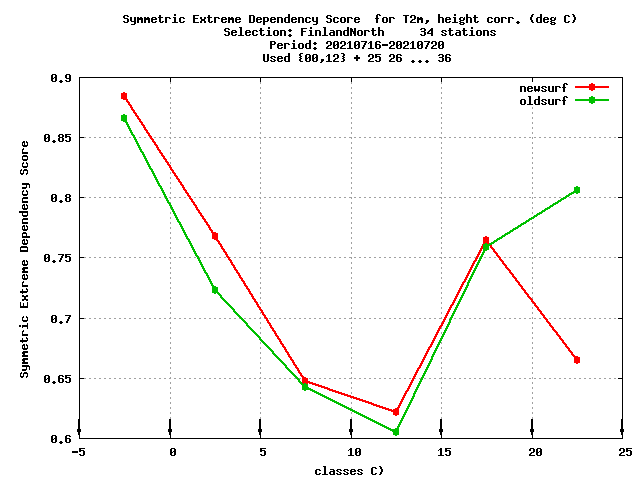 Symmetric Extreme Dependency Score  for T2m, height corr. (deg C)
Selection: FinlandNorth     34 stations
Period: 20210716-20210720
Used {00,12} + 25 26 ... 36
newsurf
oldsurf
Symmetric Extreme Dependency Score
0.9
0.85
0.8
0.75
0.7
0.65
0.6
-5 0 5 10 15 20 25
classes C)